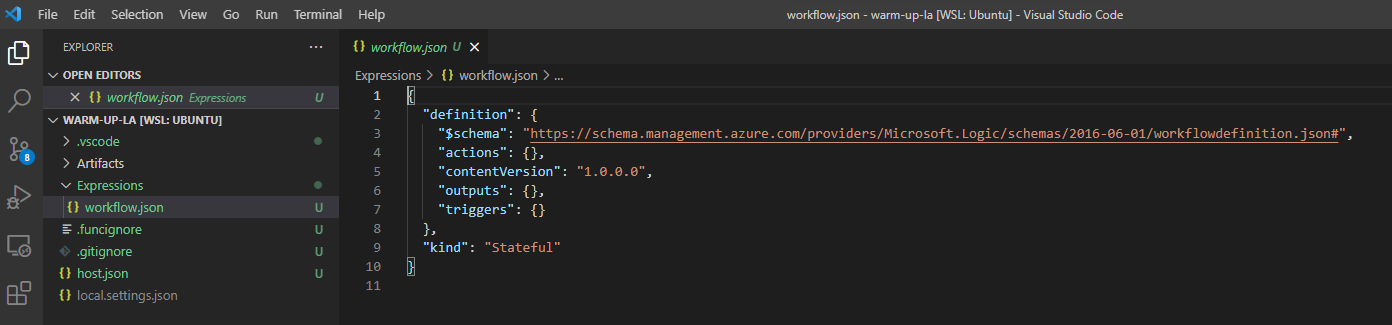 File Edit Selection View Go Run Terminal Help workflow.json - warm-up-la [WSL: Ubuntu] - Visual Studio Code
EXPLORER ...
OPEN EDITORS
workflow.json Expressions U
WARM-UP-LA [WSL: UBUNTU]
.vscode
Artifacts
Expressions
workflow.json U
.funcignore U
.gitignore U
host.json U
local.settings.json
8
workflow.json U
Expressions > workflow.json > ...
1 {
2 "definition": {
3 "$schema": "https://schema.management.azure.com/providers/Microsoft.Logic/schemas/2016-06-01/workflowdefinition.json#",
4 "actions": {},
5 "contentVersion": "1.0.0.0",
6 "outputs": {},
7 "triggers": {}
8 },
9 "kind": "Stateful"
10 }
11